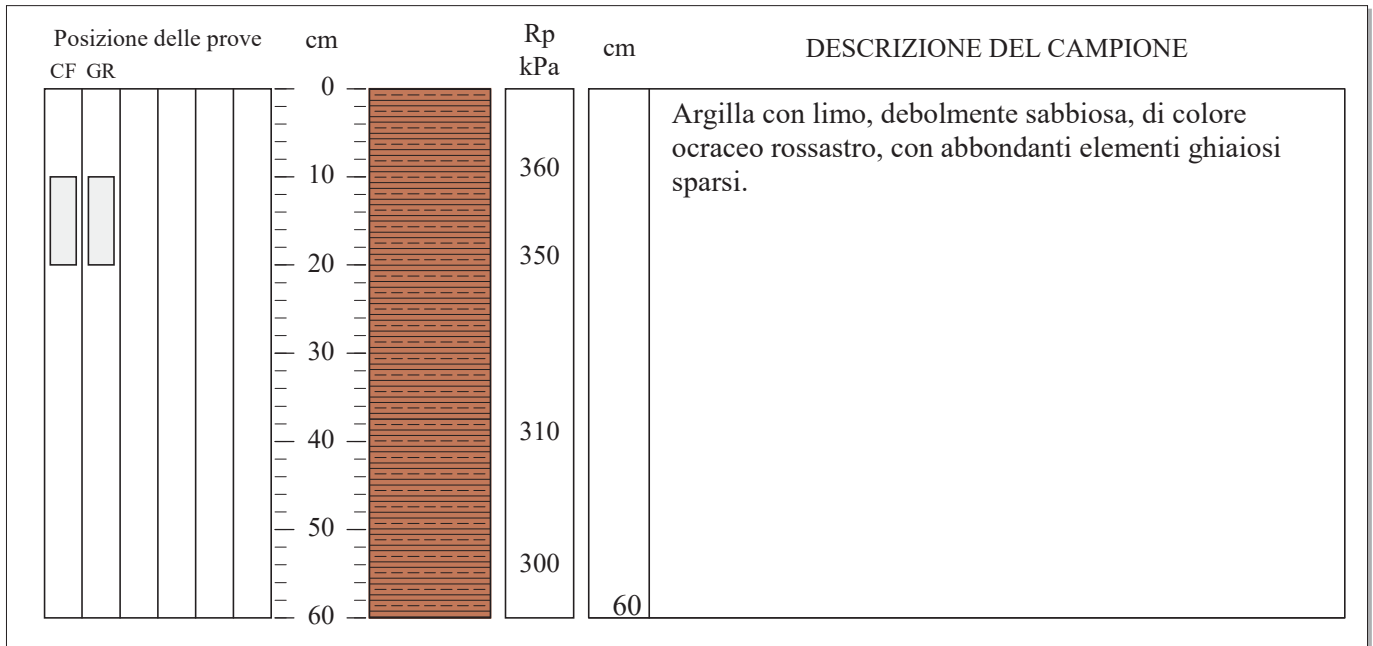 Posizione delle prove
CF GR
cm
Rp
kPa
cm
DESCRIZIONE DEL CAMPIONE
0
10
20
30
40
50
60
360
350
310
300
60
Argilla con limo, debolmente sabbiosa, di colore
ocraceo rossastro, con abbondanti elementi ghiaiosi
sparsi.